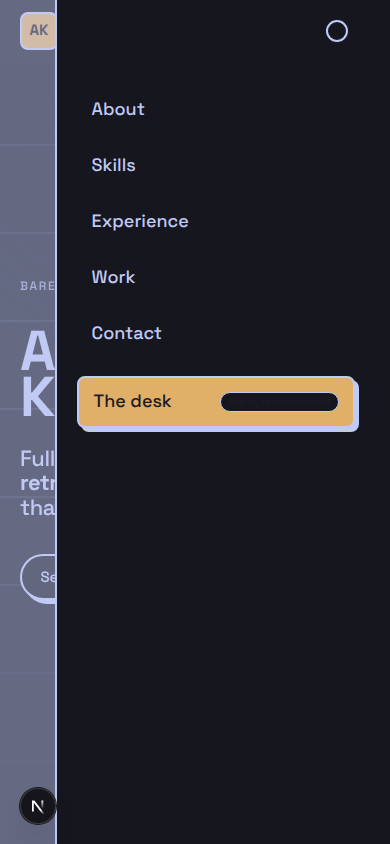 AK
About
Skills
Experience
Work
Contact
The desk
BARE
A
K
Full
retr
tha
Se
N